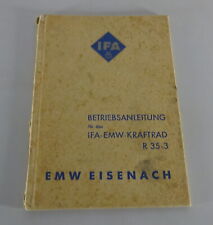 IFA
BETRIEBSANLEITUNG
für das
IFA-EMW-KRAFTRAD
R 35-3
EMW EISENACH